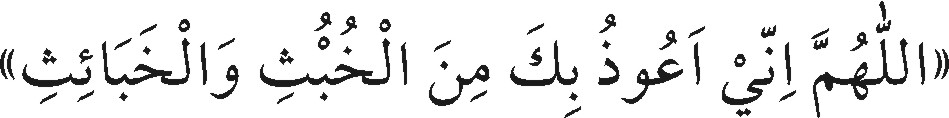 «اللّٰهُمَّ اِنِّيْ اَعُوذُ بِكَ مِنَ الْخُبُثِ وَالْخَبَائِثِ»